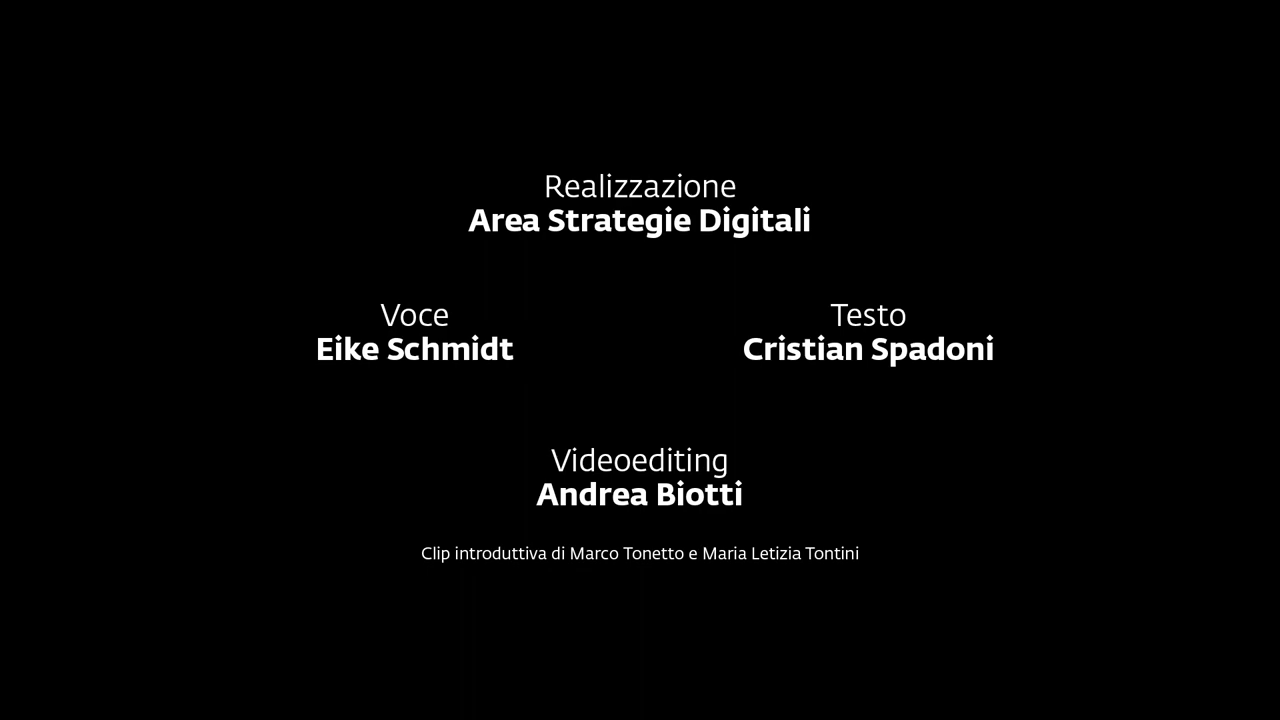 Realizzazione
Area Strategie Digitali
Voce
Eike Schmidt
Testo
Cristian Spadoni
Videoediting
Andrea Biotti
Clip introduttiva di Marco Tonetto e Maria Letizia Tontini